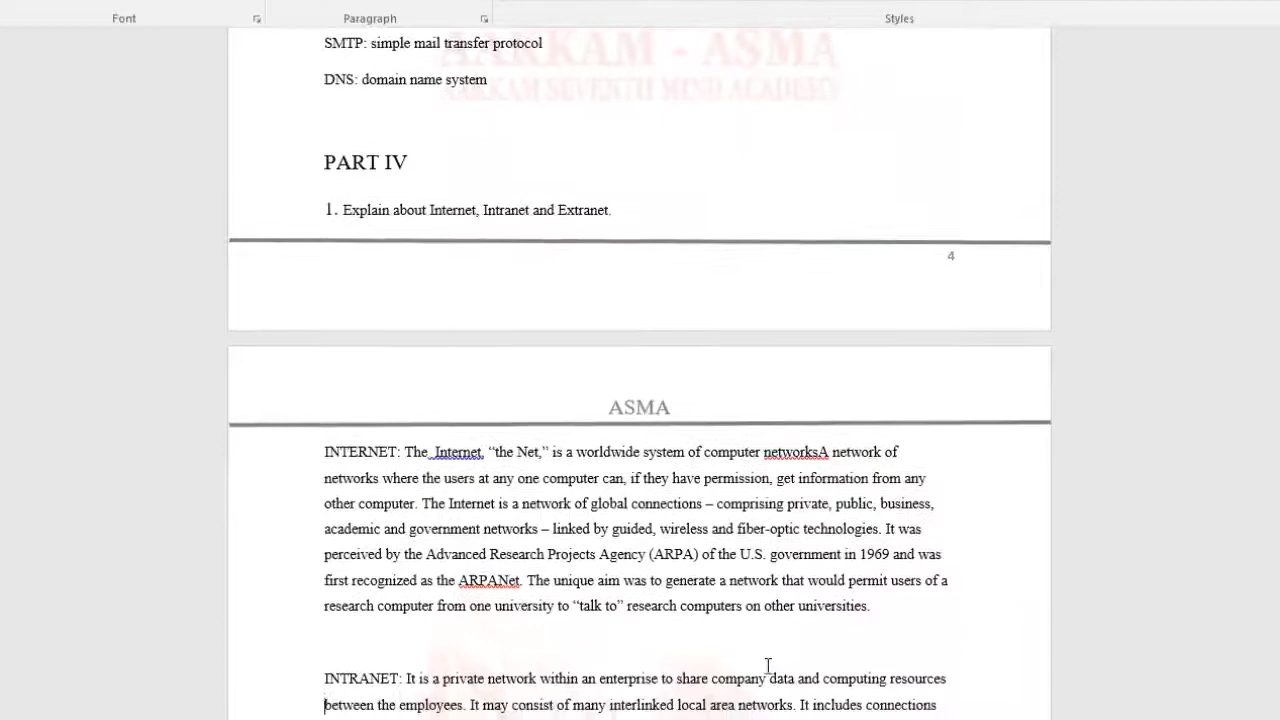 Font Paragraph Styles
SMTP: simple mail transfer protocol
AARKAM - ASMA
DNS: domain name system
AARKAM SEVENTH MIND ACADEMY
PART IV
1. Explain about Internet, Intranet and Extranet.
4
ASMA
INTERNET: The Internet, “the Net,” is a worldwide system of computer networksA network of
networks where the users at any one computer can, if they have permission, get information from any
other computer. The Internet is a network of global connections – comprising private, public, business,
academic and government networks – linked by guided, wireless and fiber-optic technologies. It was
perceived by the Advanced Research Projects Agency (ARPA) of the U.S. government in 1969 and was
first recognized as the ARPANet. The unique aim was to generate a network that would permit users of a
research computer from one university to “talk to” research computers on other universities.
INTRANET: It is a private network within an enterprise to share company data and computing resources
between the employees. It may consist of many interlinked local area networks. It includes connections